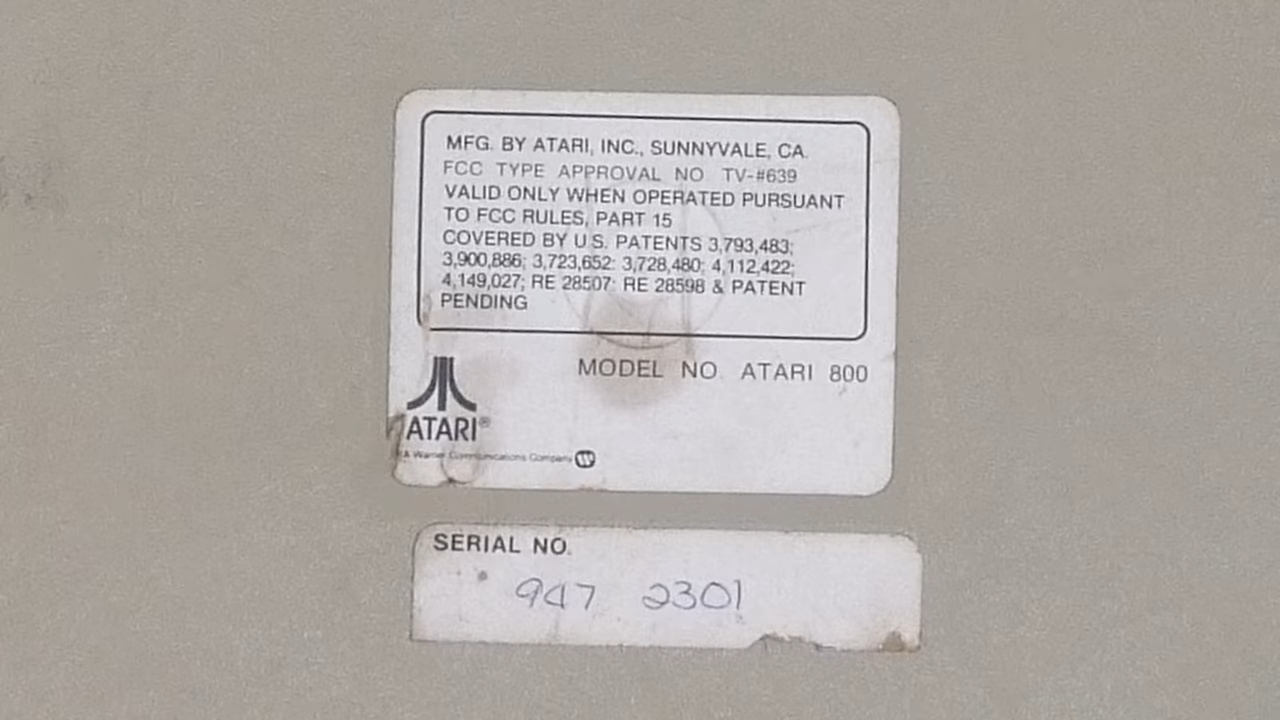 MFG. BY ATARI, INC., SUNNYVALE, CA.
FCC TYPE APPROVAL NO TV-#639
VALID ONLY WHEN OPERATED PURSUANT
TO FCC RULES, PART 15
COVERED BY U.S. PATENTS 3,793,483;
3,900,886; 3,723,652: 3,728,480; 4,112,422;
4,149,027; RE 28507: RE 28598 & PATENT
PENDING
MODEL NO. ATARI 800
ATARI®
A Warner Communications Company
SERIAL NO.
947 2301